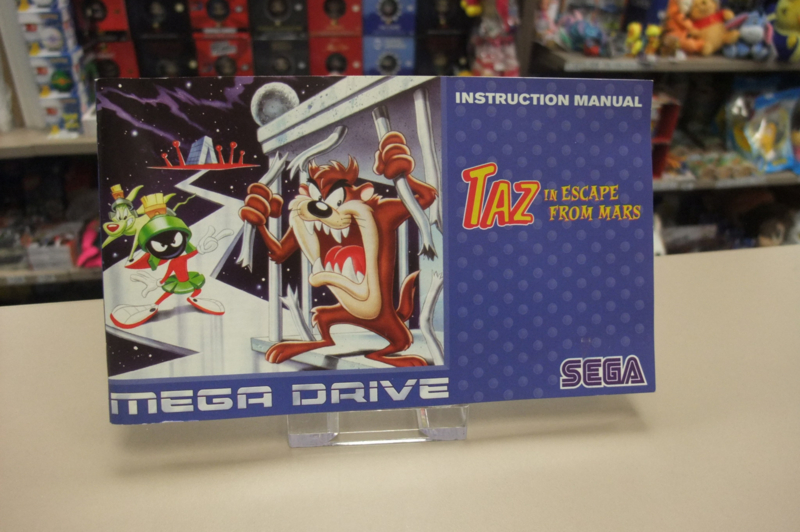 INSTRUCTION MANUAL
TAZ IN ESCAPE
FROM MARS
SEGA
MEGA DRIVE